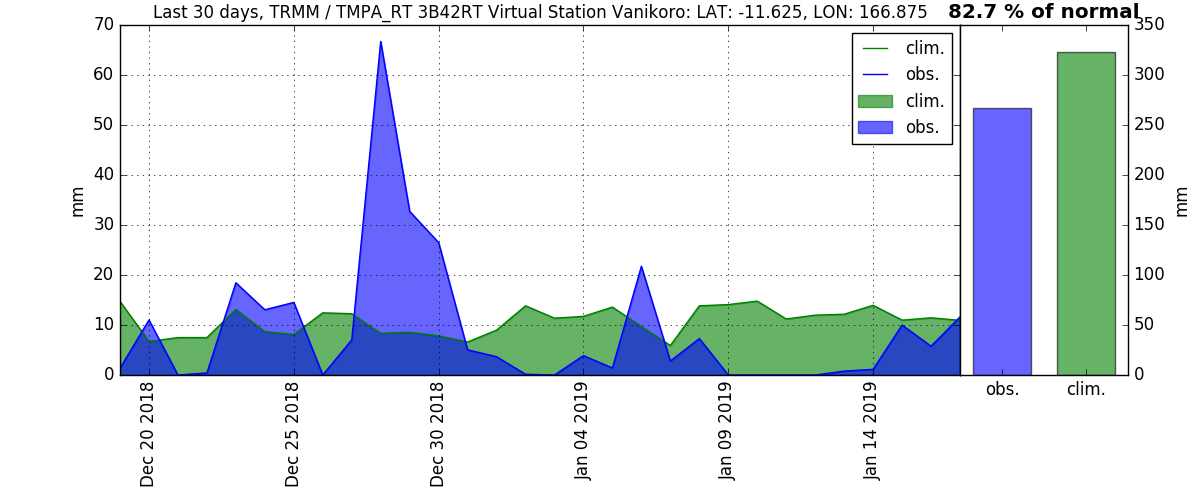 Last 30 days, TRMM / TMPA_RT 3B42RT Virtual Station Vanikoro: LAT: -11.625, LON: 166.875
82.7 % of normal
70
60
50
40
30
20
10
0
mm
clim.
obs.
clim.
obs.
350
300
250
200
150
100
50
0
mm
obs.
clim.
Dec 20 2018
Dec 25 2018
Dec 30 2018
Jan 04 2019
Jan 09 2019
Jan 14 2019